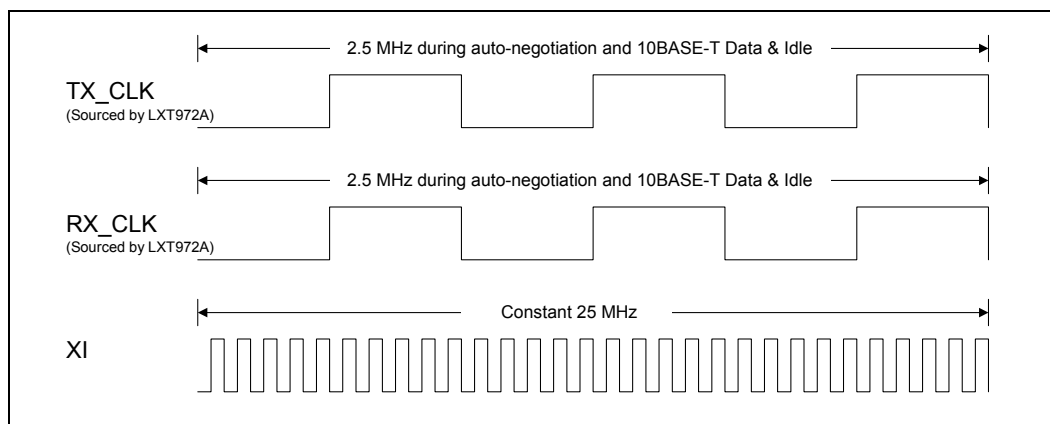 2.5 MHz during auto-negotiation and 10BASE-T Data & Idle
TX_CLK
(Sourced by LXT972A)
2.5 MHz during auto-negotiation and 10BASE-T Data & Idle
RX_CLK
(Sourced by LXT972A)
Constant 25 MHz
XI